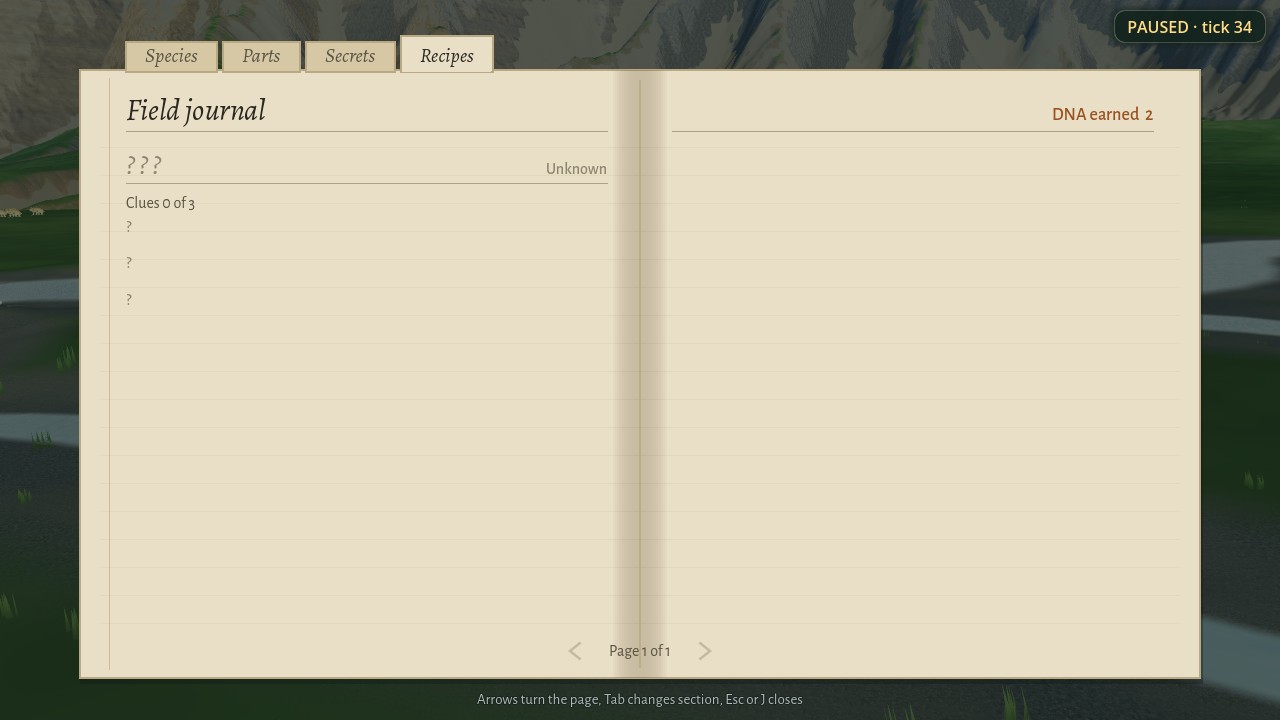 PAUSED · tick 34
Species
Parts
Secrets
Recipes
Field journal
DNA earned 2
? ? ?
Unknown
Clues 0 of 3
?
?
?
Page 1 of 1
Arrows turn the page, Tab changes section, Esc or J closes